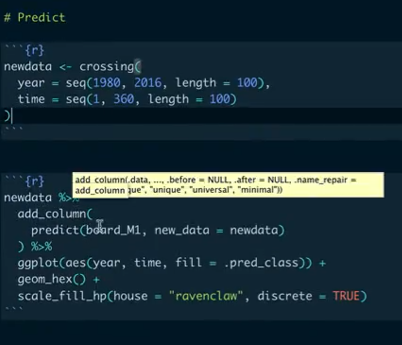 # Predict
```{r}
newdata <- crossing(
year = seq(1980, 2016, length = 100),
time = seq(1, 360, length = 100)
)
```
add_column(.data, ..., .before = NULL, .after = NULL, .name_repair =
add_column que", "unique", "universal", "minimal"))
```{r}
newdata %>%
add_column(
predict(board_M1, new_data = newdata)
) %>%
ggplot(aes(year, time, fill = .pred_class)) +
geom_hex() +
scale_fill_hp(house = "ravenclaw", discrete = TRUE)
```